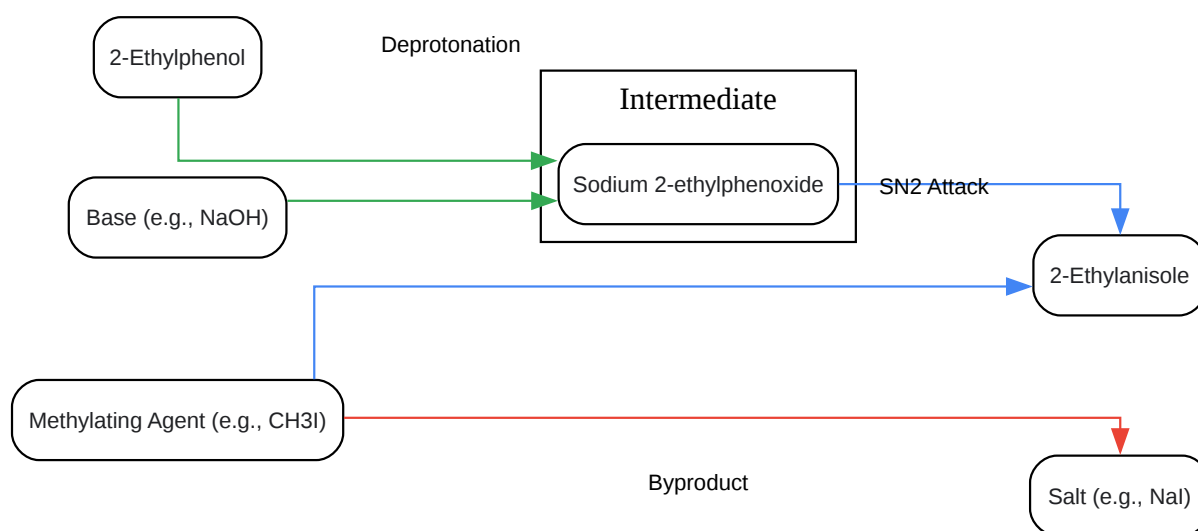 2-Ethylphenol
Deprotonation
Intermediate
Sodium 2-ethylphenoxide
SN2 Attack
Base (e.g., NaOH)
2-Ethylanisole
Methylating Agent (e.g., CH3I)
Byproduct
Salt (e.g., NaI)